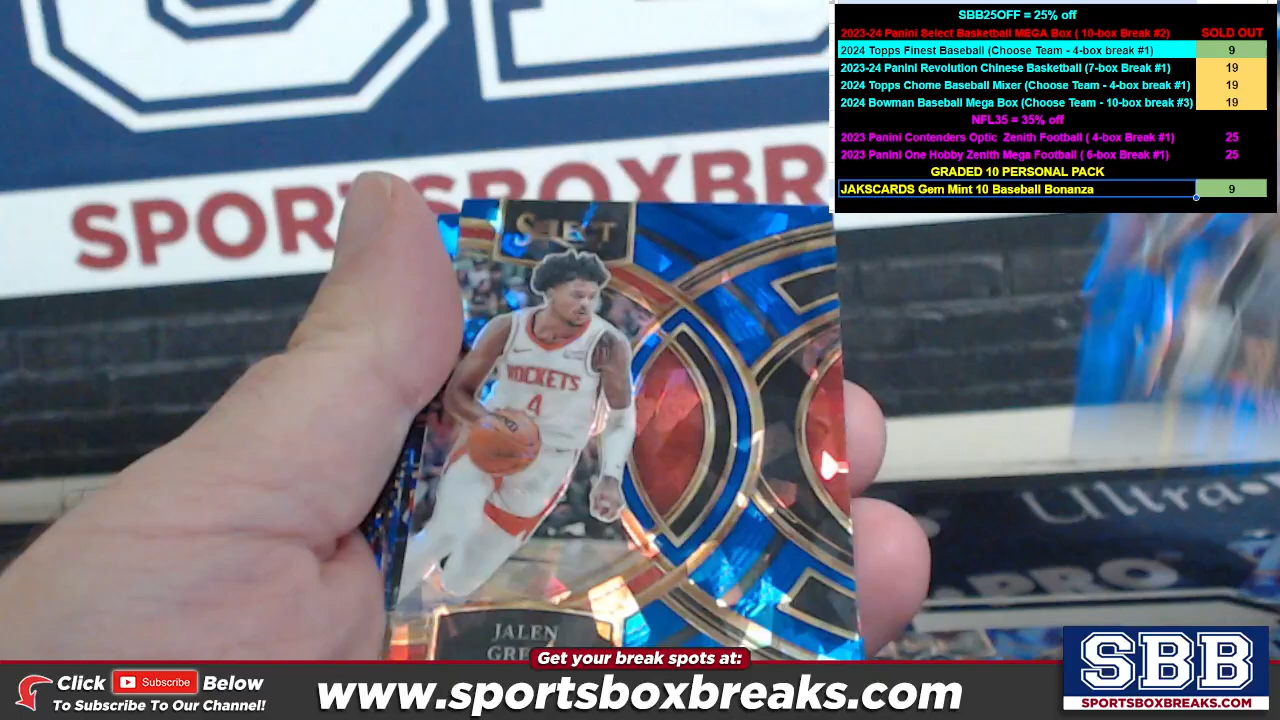 SBB25OFF = 25% off
2023-24 Panini Select Basketball MEGA Box ( 10-box Break #2) SOLD OUT
2024 Topps Finest Baseball (Choose Team - 4-box break #1) 9
2023-24 Panini Revolution Chinese Basketball (7-box Break #1) 19
2024 Topps Chome Baseball Mixer (Choose Team - 4-box break #1) 19
2024 Bowman Baseball Mega Box (Choose Team - 10-box break #3) 19
NFL35 = 35% off
2023 Panini Contenders Optic Zenith Football ( 4-box Break #1) 25
2023 Panini One Hobby Zenith Mega Football ( 6-box Break #1) 25
GRADED 10 PERSONAL PACK
JAKSCARDS Gem Mint 10 Baseball Bonanza 9
SPORTSBOXBR
SELECT
ROCKETS
4
Ultra
PRO
JALEN
GRE
Get your break spots at:
Click Subscribe Below
To Subscribe To Our Channel!
www.sportsboxbreaks.com
SBB
SPORTSBOXBREAKS.COM